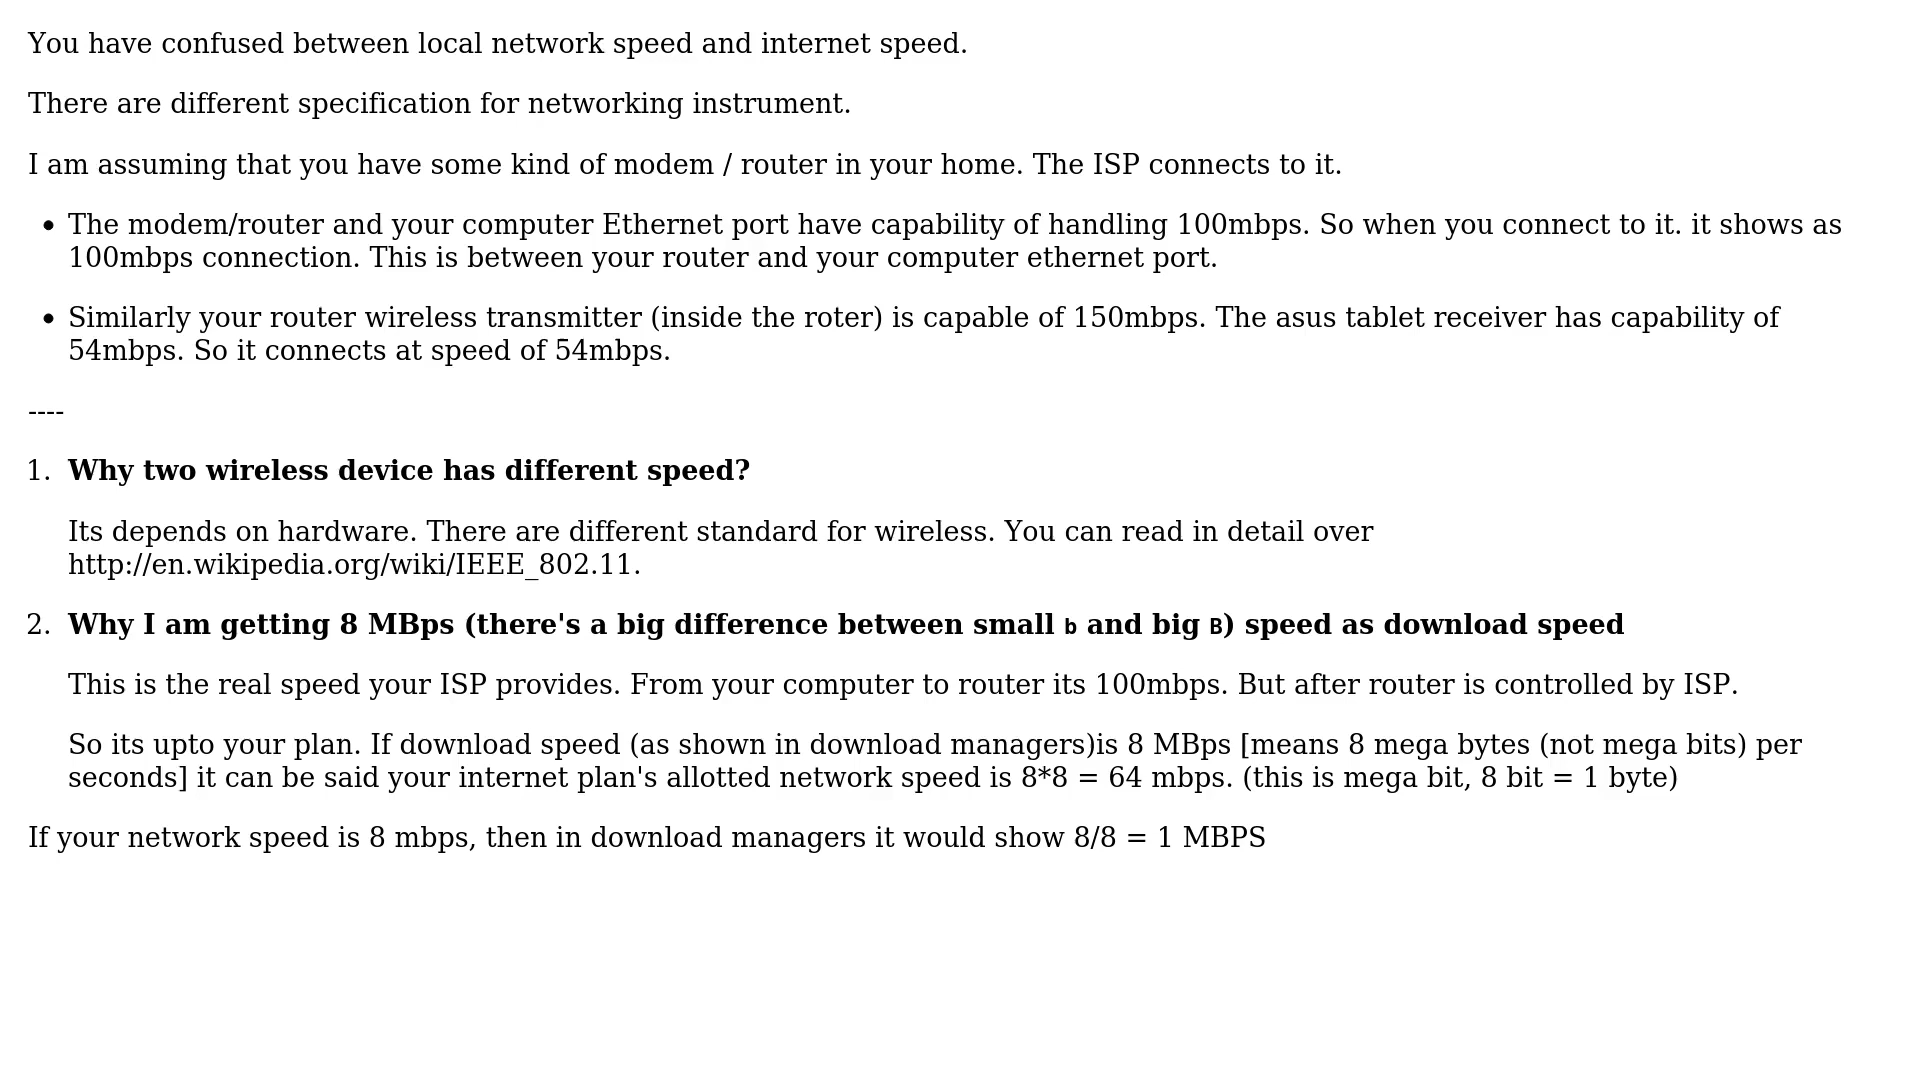 You have confused between local network speed and internet speed.
There are different specification for networking instrument.
I am assuming that you have some kind of modem / router in your home. The ISP connects to it.
• The modem/router and your computer Ethernet port have capability of handling 100mbps. So when you connect to it. it shows as
100mbps connection. This is between your router and your computer ethernet port.
• Similarly your router wireless transmitter (inside the roter) is capable of 150mbps. The asus tablet receiver has capability of
54mbps. So it connects at speed of 54mbps.
----
1. Why two wireless device has different speed?
Its depends on hardware. There are different standard for wireless. You can read in detail over
http://en.wikipedia.org/wiki/IEEE_802.11.
2. Why I am getting 8 MBps (there's a big difference between small b and big B) speed as download speed
This is the real speed your ISP provides. From your computer to router its 100mbps. But after router is controlled by ISP.
So its upto your plan. If download speed (as shown in download managers)is 8 MBps [means 8 mega bytes (not mega bits) per
seconds] it can be said your internet plan's allotted network speed is 8*8 = 64 mbps. (this is mega bit, 8 bit = 1 byte)
If your network speed is 8 mbps, then in download managers it would show 8/8 = 1 MBPS